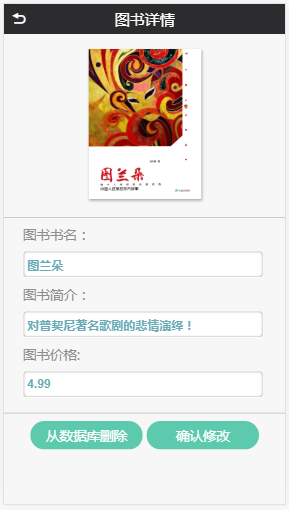 图书详情
图兰朵
图书书名：
图兰朵
图书简介：
对普契尼著名歌剧的悲情演绎！
图书价格:
4.99
从数据库删除
确认修改